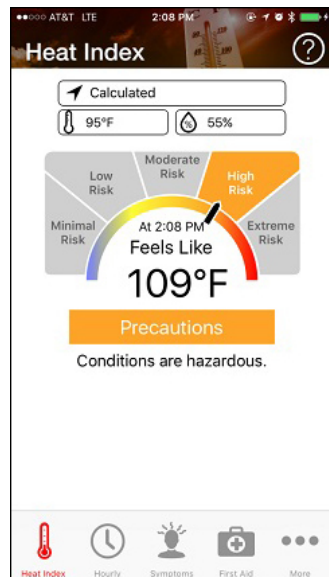 AT&T LTE 2:08 PM
Heat Index ?
Calculated
95°F % 55%
Minimal
Risk
Low
Risk
Moderate
Risk
High
Risk
Extreme
Risk
At 2:08 PM
Feels Like
109°F
Precautions
Conditions are hazardous.
Heat Index Hourly Symptoms First Aid More